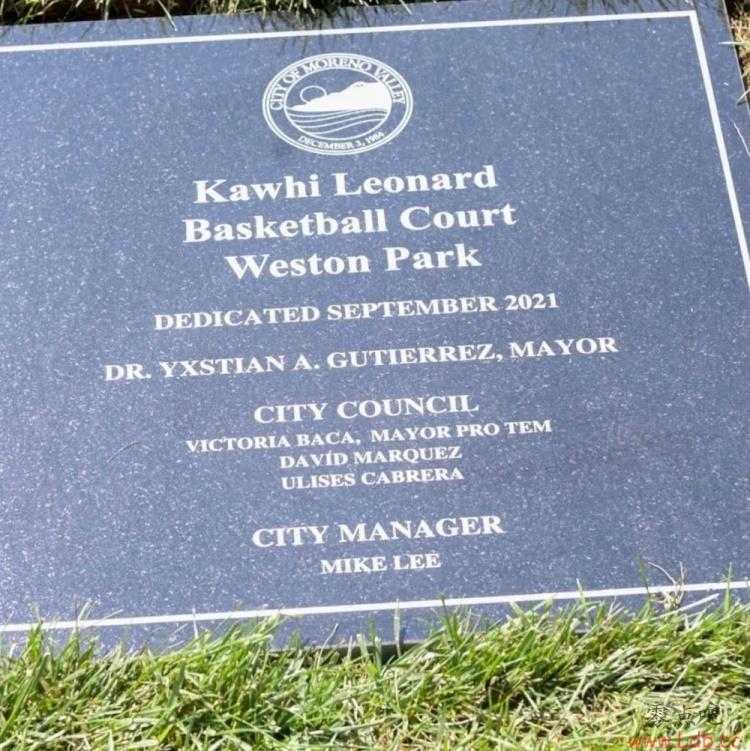 CITY OF MORENO VALLEY
DECEMBER 3, 1984
Kawhi Leonard
Basketball Court
Weston Park
DEDICATED SEPTEMBER 2021
DR. YXSTIAN A. GUTIERREZ, MAYOR
CITY COUNCIL
VICTORIA BACA, MAYOR PRO TEM
DAVID MARQUEZ
ULISES CABRERA
CITY MANAGER
MIKE LEE